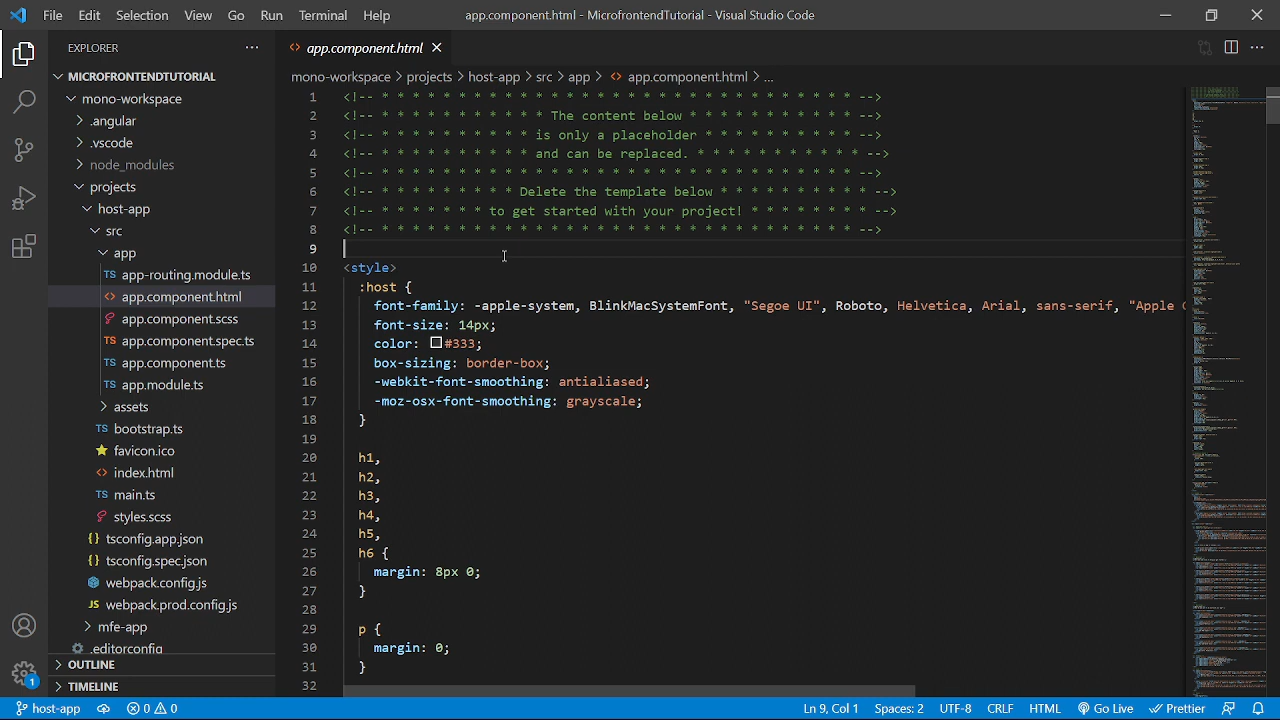 File Edit Selection View Go Run Terminal Help app.component.html - MicrofrontendTutorial - Visual Studio Code
EXPLORER
MICROFRONTENDTUTORIAL
mono-workspace
.angular
.vscode
node_modules
projects
host-app
src
app
app-routing.module.ts
app.component.html
app.component.scss
app.component.spec.ts
app.component.ts
app.module.ts
assets
bootstrap.ts
favicon.ico
index.html
main.ts
styles.scss
tsconfig.app.json
tsconfig.spec.json
webpack.config.js
webpack.prod.config.js
mfe-app
OUTLINE
1
app.component.html
mono-workspace > projects > host-app > src > app > app.component.html > ...
1 <!-- * * * * * * * * * * * * * * * * * * * * * * * * * * * * * * * -->
2 <!-- * * * * * * * * * * * The content below * * * * * * * * * * * -->
3 <!-- * * * * * * * * * * is only a placeholder * * * * * * * * * * -->
4 <!-- * * * * * * * * * * and can be replaced. * * * * * * * * * * * -->
5 <!-- * * * * * * * * * * * * * * * * * * * * * * * * * * * * * * * -->
6 <!-- * * * * * * * * * Delete the template below * * * * * * * * * * -->
7 <!-- * * * * * * * * get started with your project! * * * * * * * * -->
8 <!-- * * * * * * * * * * * * * * * * * * * * * * * * * * * * * * * -->
10 <style>
11 :host {
12 font-family: -apple-system, BlinkMacSystemFont, "Segoe UI", Roboto, Helvetica, Arial, sans-serif, "Apple
13 font-size: 14px;
14 color: #333;
15 box-sizing: border-box;
16 -webkit-font-smoothing: antialiased;
17 -moz-osx-font-smoothing: grayscale;
18 }
19
20 h1,
21 h2,
22 h3,
23 h4,
24 h5,
25 h6 {
26 margin: 8px 0;
27 }
28
29 p {
30 margin: 0;
31 }
32
host-app 0 0 Ln 9, Col 1 Spaces: 2 UTF-8 CRLF HTML Go Live Prettier